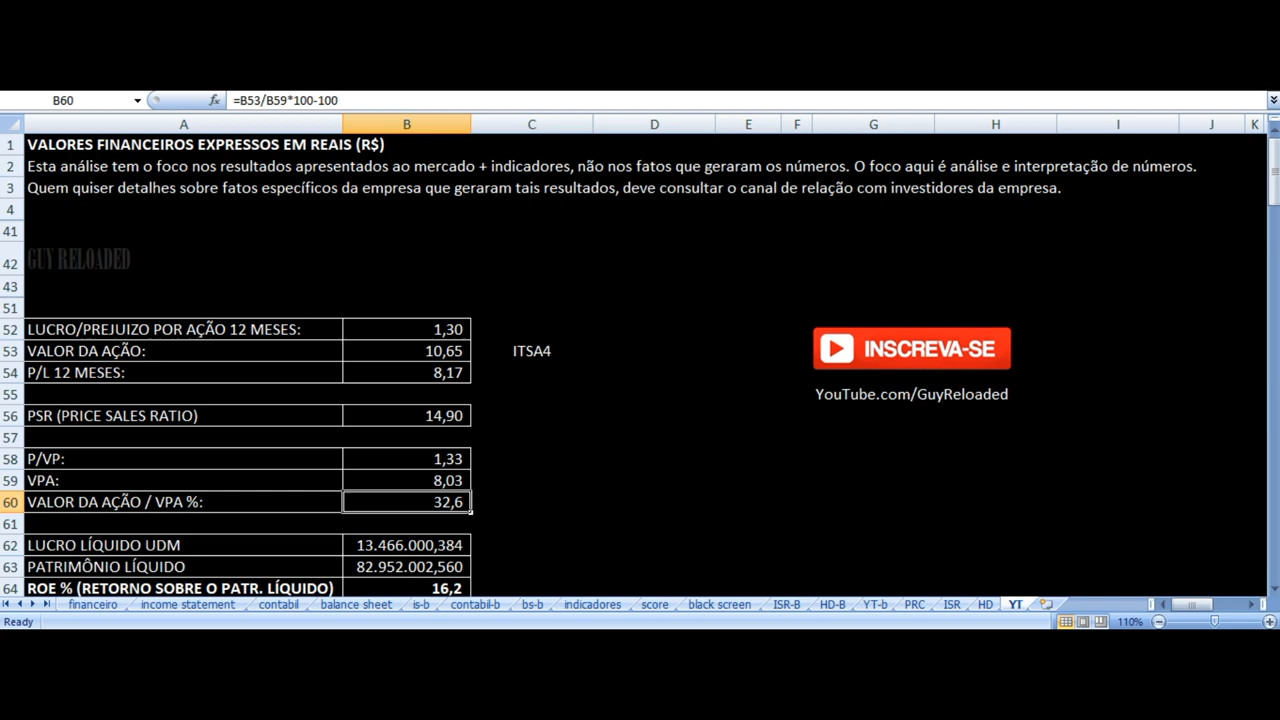 B60 fx =B53/B59*100-100
A B C D E F G H I J K
1 VALORES FINANCEIROS EXPRESSOS EM REAIS (R$)
2 Esta análise tem o foco nos resultados apresentados ao mercado + indicadores, não nos fatos que geraram os números. O foco aqui é análise e interpretação de números.
3 Quem quiser detalhes sobre fatos específicos da empresa que geraram tais resultados, deve consultar o canal de relação com investidores da empresa.
4
41
42 GUY RELOADED
43
51
52 LUCRO/PREJUIZO POR AÇÃO 12 MESES: 1,30
53 VALOR DA AÇÃO: 10,65 ITSA4 INSCREVA-SE
54 P/L 12 MESES: 8,17
55 YouTube.com/GuyReloaded
56 PSR (PRICE SALES RATIO) 14,90
57
58 P/VP: 1,33
59 VPA: 8,03
60 VALOR DA AÇÃO / VPA %: 32,6
61
62 LUCRO LÍQUIDO UDM 13.466.000,384
63 PATRIMÔNIO LÍQUIDO 82.952.002,560
64 ROE % (RETORNO SOBRE O PATR. LÍQUIDO) 16,2
financeiro income statement contabil balance sheet is-b contabil-b bs-b indicadores score black screen ISR-B HD-B YT-b PRC ISR HD YT
Ready 110%